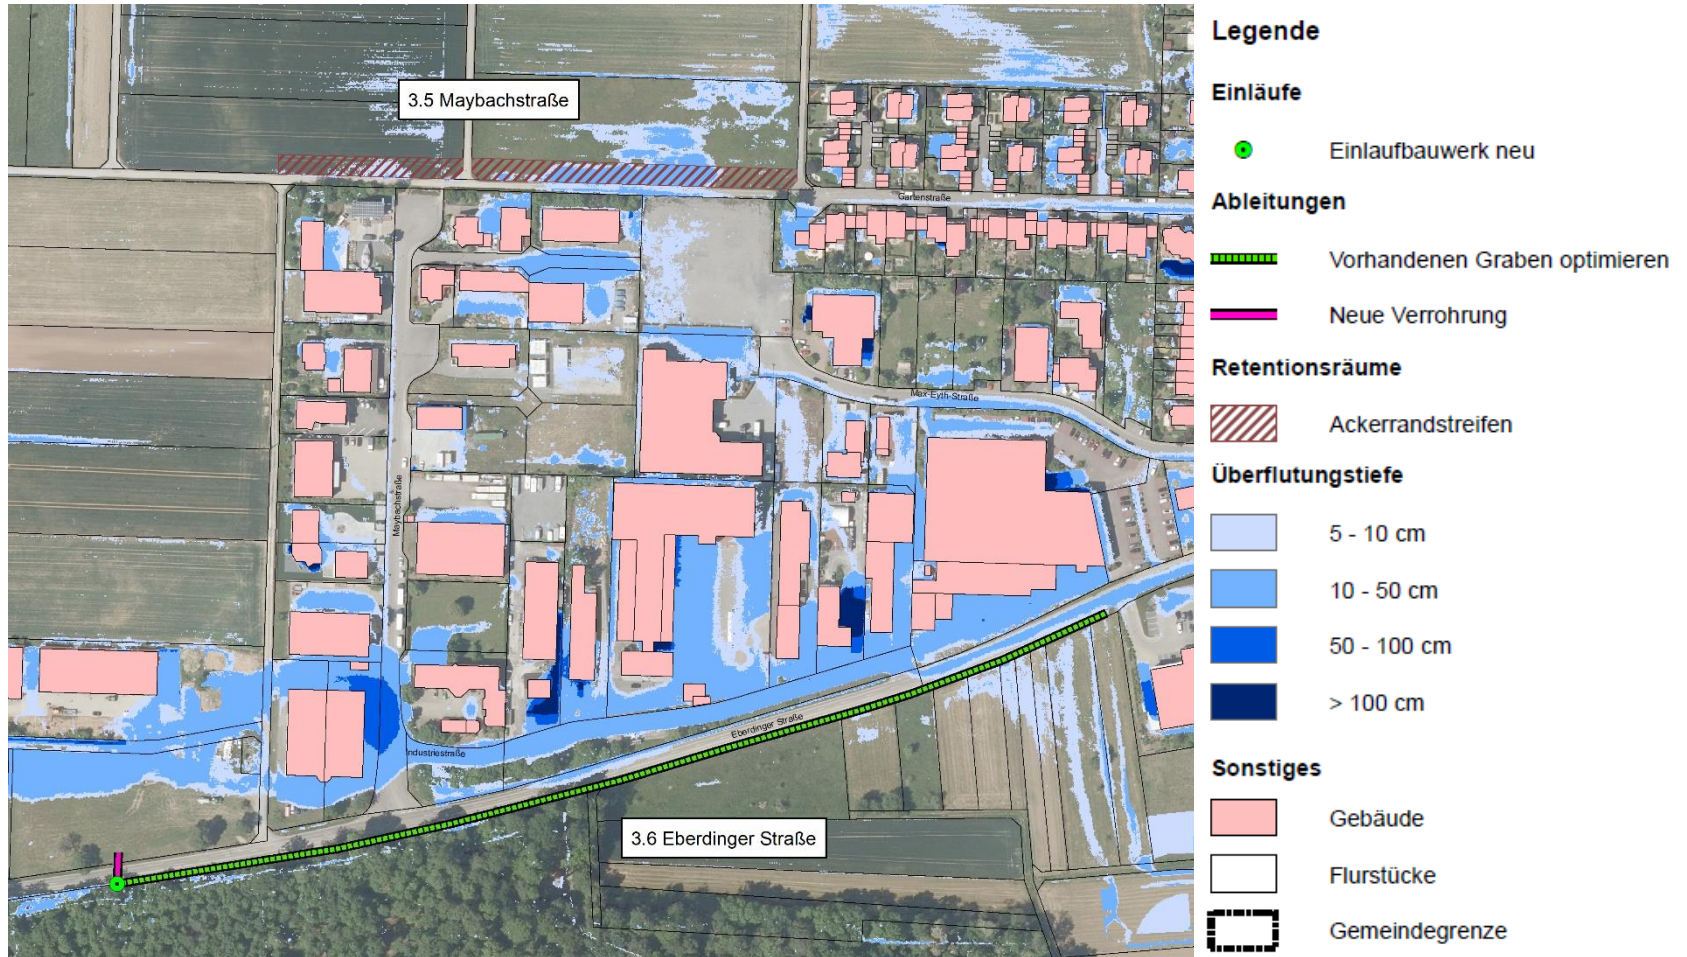 3.5 Maybachstraße
Gartenstraße
Max-Eyth-Straße
Maybachstraße
Eberdinger Straße
Industriestraße
3.6 Eberdinger Straße
Legende
Einläufe
Einlaufbauwerk neu
Ableitungen
Vorhandenen Graben optimieren
Neue Verrohrung
Retentionsräume
Ackerrandstreifen
Überflutungstiefe
5 - 10 cm
10 - 50 cm
50 - 100 cm
> 100 cm
Sonstiges
Gebäude
Flurstücke
Gemeindegrenze